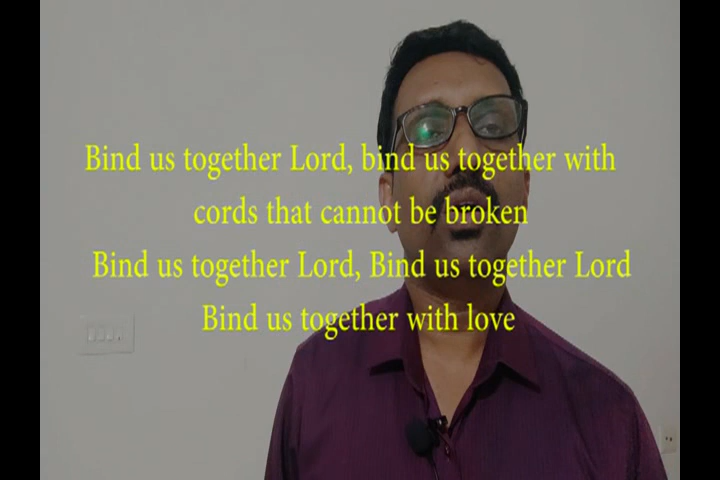 Bind us together Lord, bind us together with
cords that cannot be broken
Bind us together Lord, Bind us together Lord
Bind us together with love